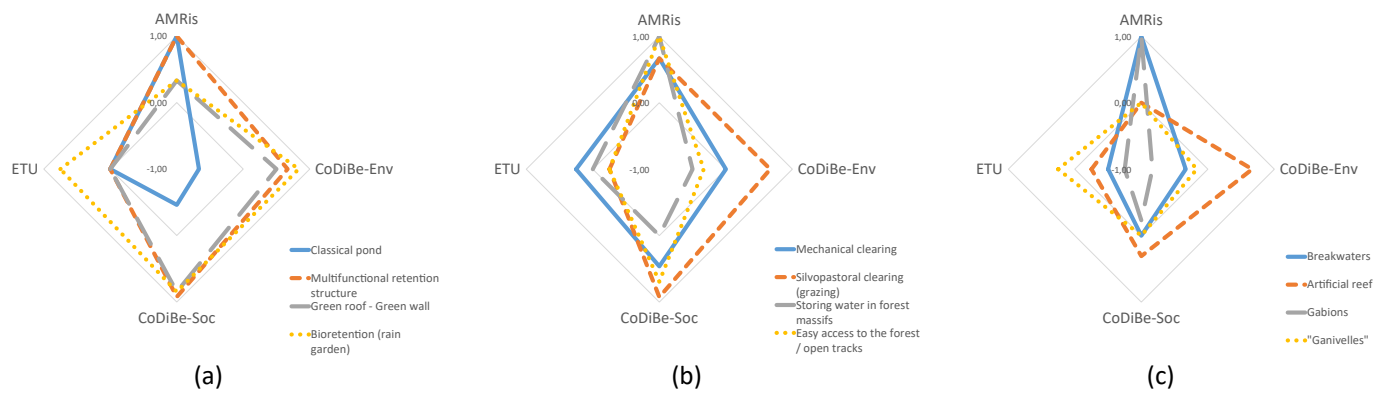 AMRis
1,00
0,00
-1,00
ETU
CoDiBe-Env
CoDiBe-Soc
Classical pond
Multifunctional retention
structure
Green roof - Green wall
Bioretention (rain
garden)
(a)
AMRis
1,00
0,00
-1,00
ETU
CoDiBe-Env
CoDiBe-Soc
Mechanical clearing
Silvopastoral clearing
(grazing)
Storing water in forest
massifs
Easy access to the forest
/ open tracks
(b)
AMRis
1,00
0,00
-1,00
ETU
CoDiBe-Env
CoDiBe-Soc
Breakwaters
Artificial reef
Gabions
"Ganivelles"
(c)